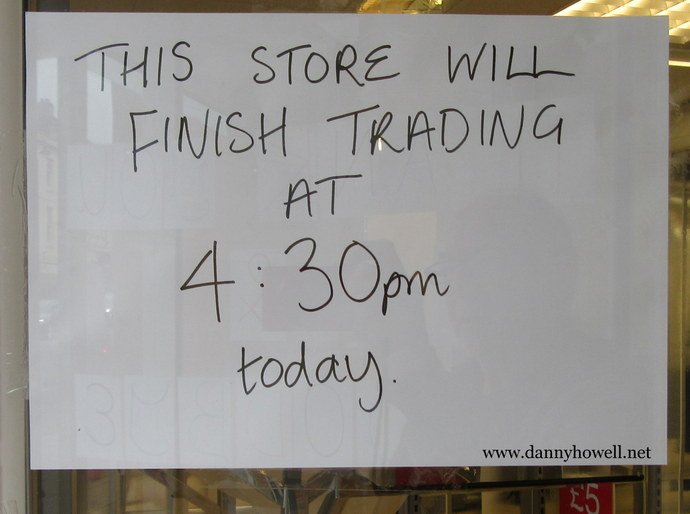 THIS STORE WILL
FINISH TRADING
AT
4:30pm
today.
www.dannyhowell.net
£5